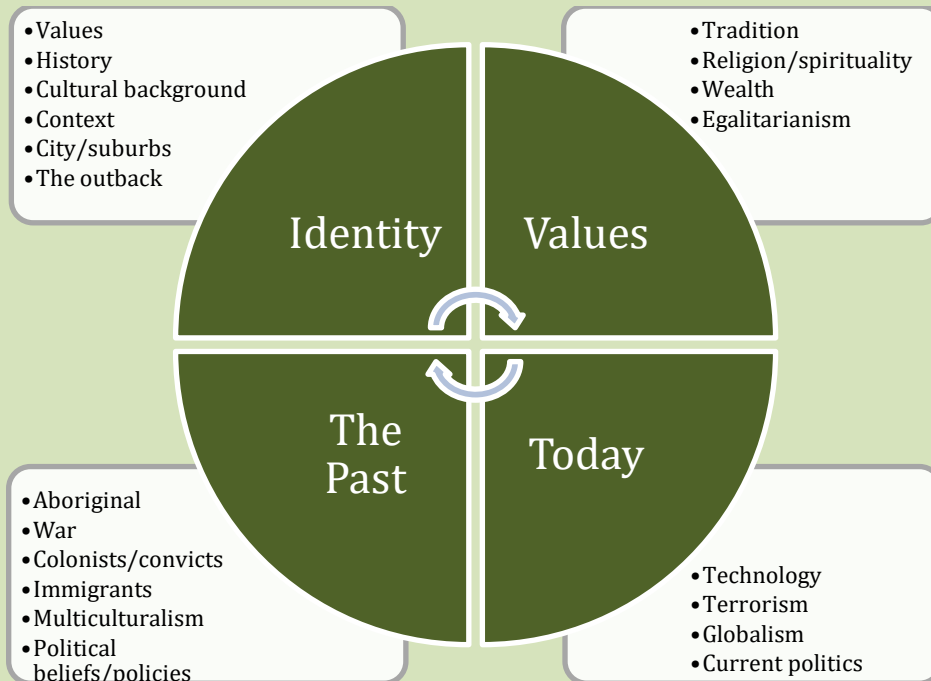 •Values
•History
•Cultural background
•Context
•City/suburbs
•The outback
•Tradition
•Religion/spirituality
•Wealth
•Egalitarianism
Identity
Values
The
Past
Today
•Aboriginal
•War
•Colonists/convicts
•Immigrants
•Multiculturalism
•Political
beliefs/policies
•Technology
•Terrorism
•Globalism
•Current politics